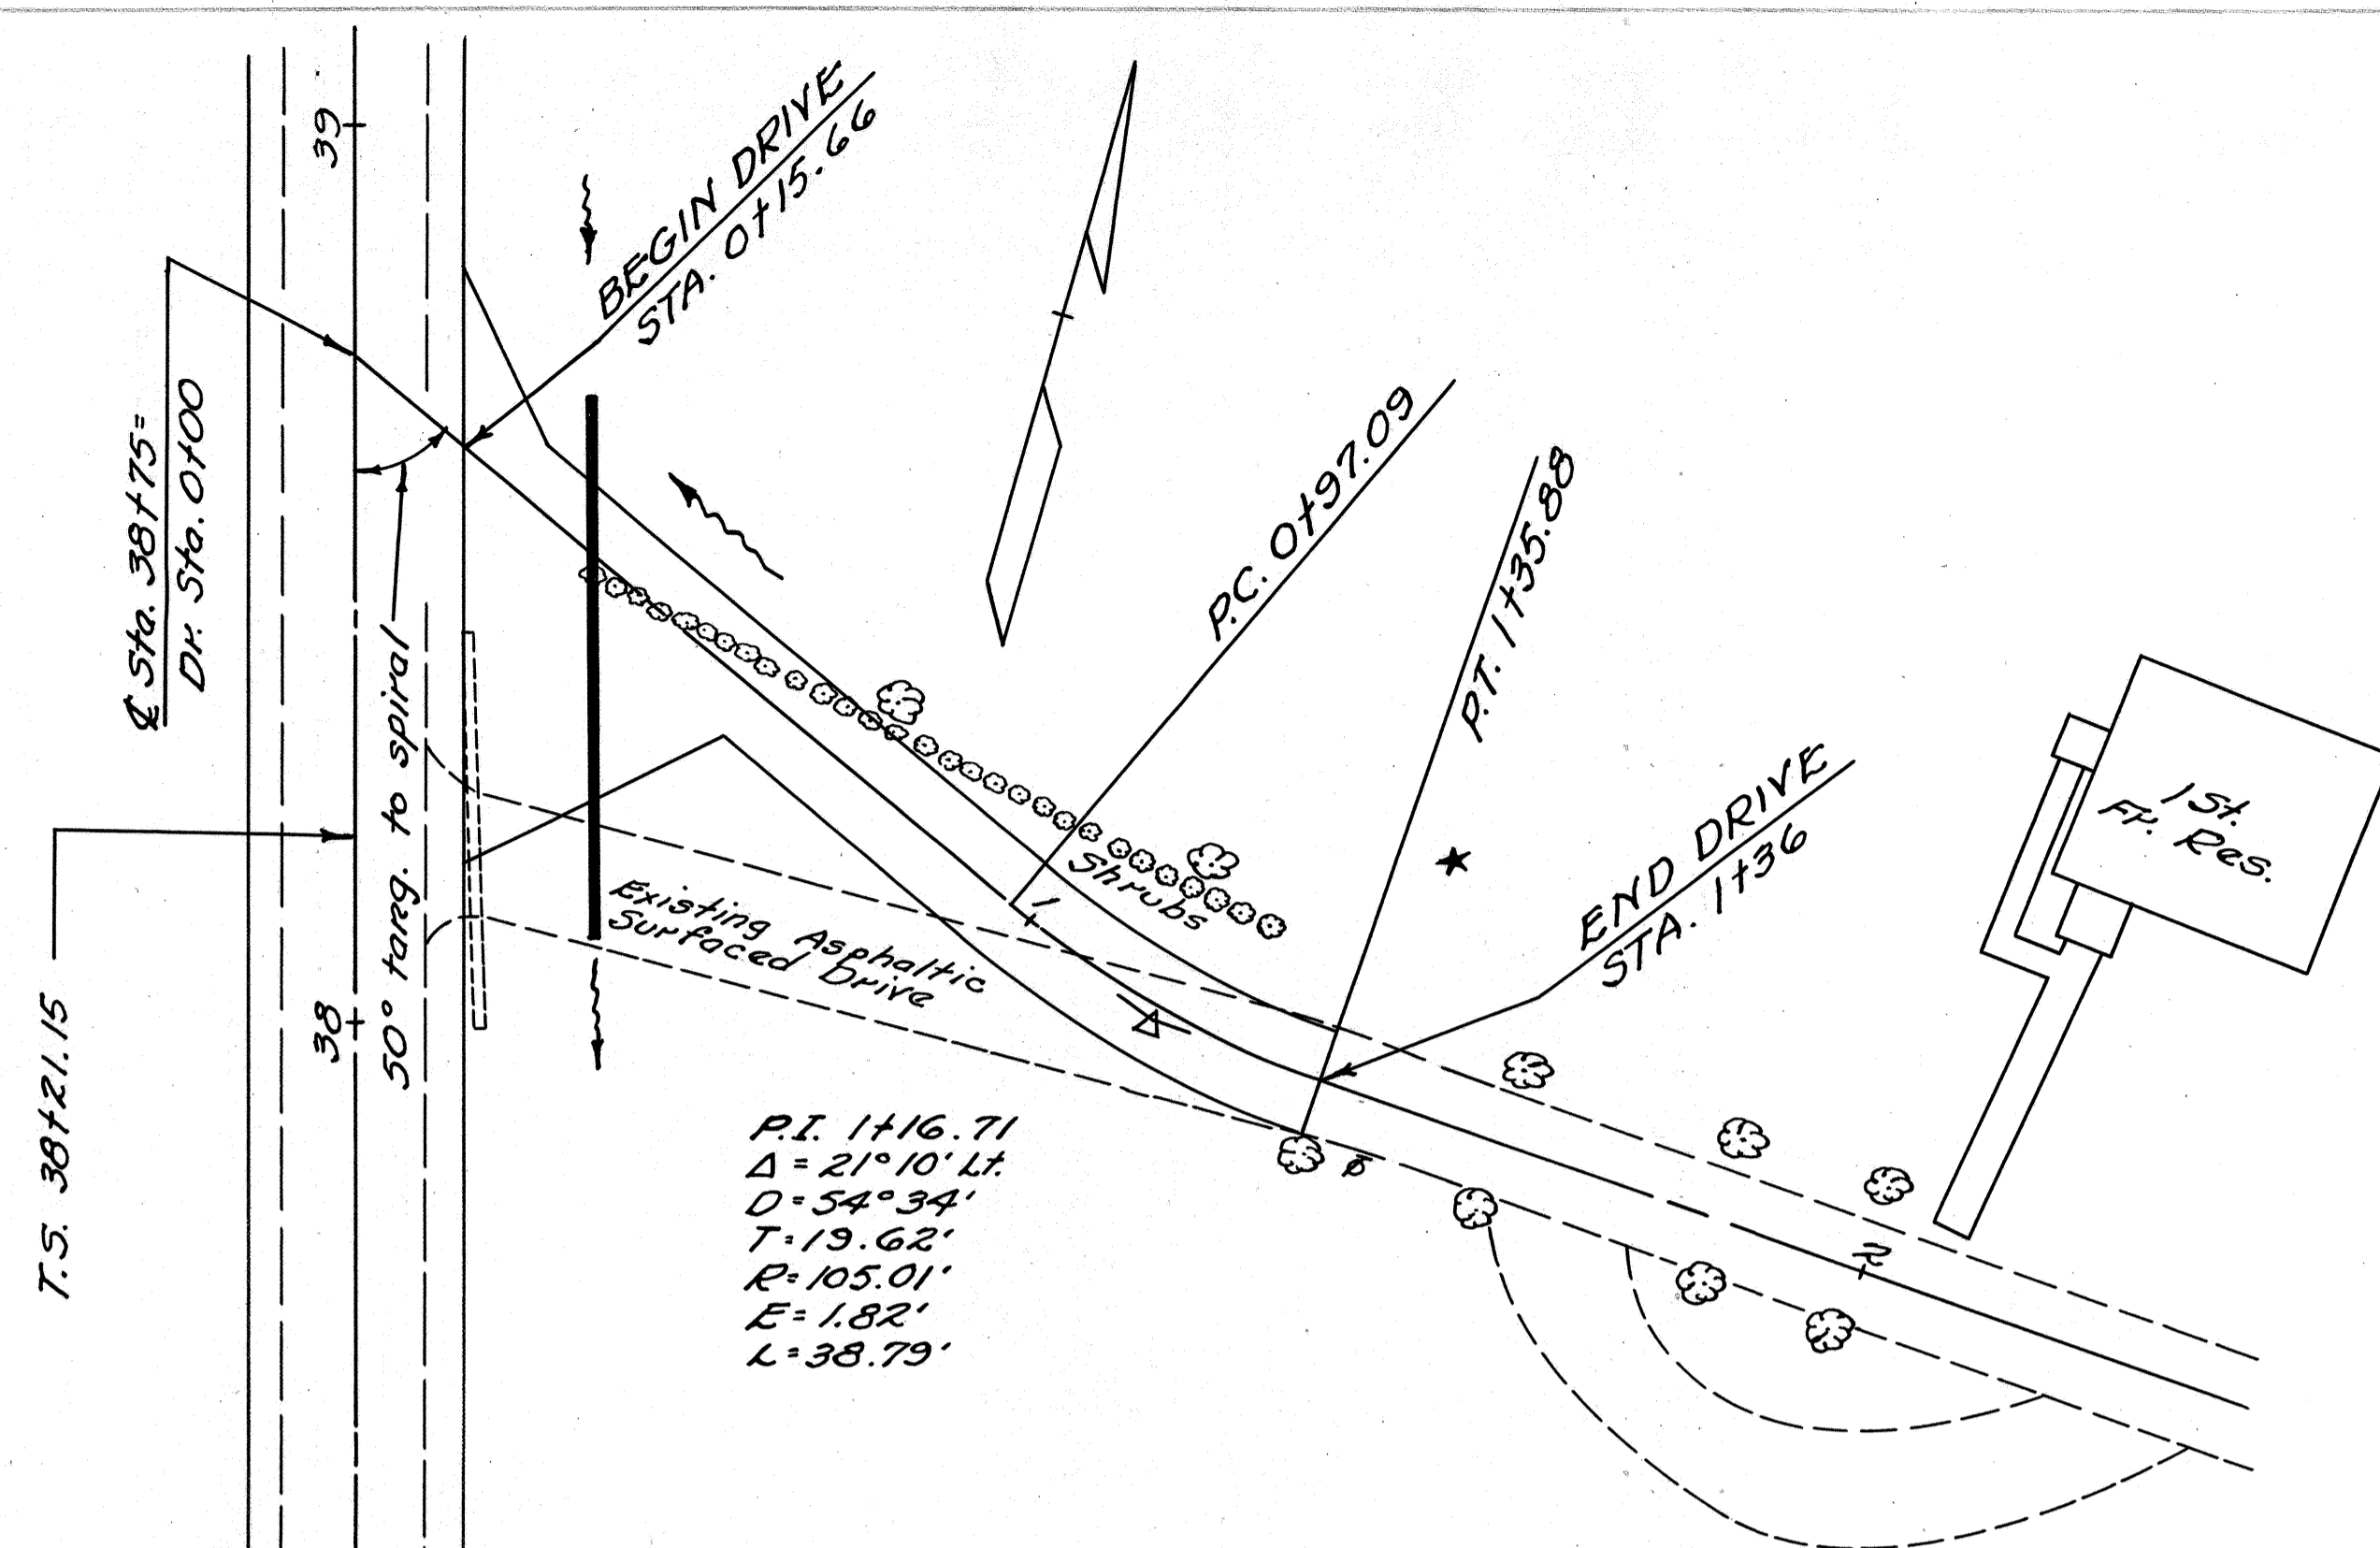 39
BEGIN DRIVE
STA. 0+15.66
℄ Sta. 38+75=
Dr. Sta. 0+00
P.C. 0+97.09
P.T. 1+35.88
50° tang. to spiral
1 St.
Fr. Res.
END DRIVE
STA. 1+36
Shrubs
1
Existing Asphaltic
Surfaced Drive
Δ
T.S. 38+21.15
38
P.I. 1+16.71
Δ = 21°10' Lt.
D = 54°34'
T = 19.62'
R = 105.01'
E = 1.82'
L = 38.79'
2